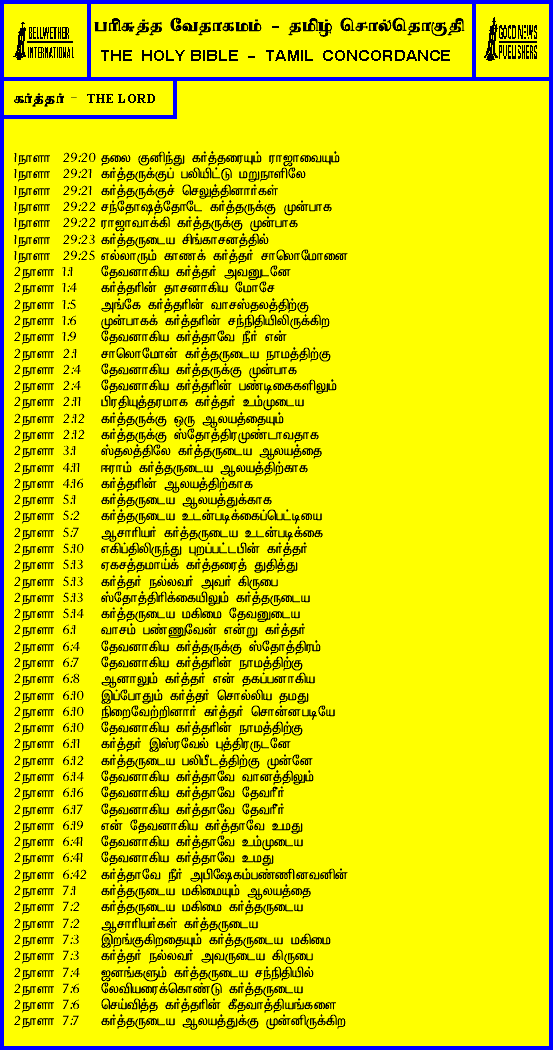 BELLWETHER
INTERNATIONAL
பரிசுத்த வேதாகமம் - தமிழ் சொல்தொகுதி
THE HOLY BIBLE - TAMIL CONCORDANCE
GOOD NEWS
PUBLISHERS
கர்த்தர் - THE LORD
1நாளா 29:20 தலை குனிந்து கர்த்தரையும் ராஜாவையும்
1நாளா 29:21 கர்த்தருக்குப் பலியிட்டு மறுநாளிலே
1நாளா 29:21 கர்த்தருக்குச் செலுத்தினார்கள்
1நாளா 29:22 சந்தோஷத்தோடே கர்த்தருக்கு முன்பாக
1நாளா 29:22 ராஜாவாக்கி கர்த்தருக்கு முன்பாக
1நாளா 29:23 கர்த்தருடைய சிங்காசனத்தில்
1நாளா 29:25 எல்லாரும் காணக் கர்த்தர் சாலொமோனை
2நாளா 1:1 தேவனாகிய கர்த்தர் அவனுடனே
2நாளா 1:4 கர்த்தரின் தாசனாகிய மோசே
2நாளா 1:5 அங்கே கர்த்தரின் வாசஸ்தலத்திற்கு
2நாளா 1:6 முன்பாகக் கர்த்தரின் சந்நிதியிலிருக்கிற
2நாளா 1:9 தேவனாகிய கர்த்தாவே நீர் என்
2நாளா 2:1 சாலொமோன் கர்த்தருடைய நாமத்திற்கு
2நாளா 2:4 தேவனாகிய கர்த்தருக்கு முன்பாக
2நாளா 2:4 தேவனாகிய கர்த்தரின் பண்டிகைகளிலும்
2நாளா 2:11 பிரதியுத்தரமாக கர்த்தர் உம்முடைய
2நாளா 2:12 கர்த்தருக்கு ஒரு ஆலயத்தையும்
2நாளா 2:12 கர்த்தருக்கு ஸ்தோத்திரமுண்டாவதாக
2நாளா 3:1 ஸ்தலத்திலே கர்த்தருடைய ஆலயத்தை
2நாளா 4:11 ஈராம் கர்த்தருடைய ஆலயத்திற்காக
2நாளா 4:16 கர்த்தரின் ஆலயத்திற்காக
2நாளா 5:1 கர்த்தருடைய ஆலயத்துக்காக
2நாளா 5:2 கர்த்தருடைய உடன்படிக்கைப்பெட்டியை
2நாளா 5:7 ஆசாரியர் கர்த்தருடைய உடன்படிக்கை
2நாளா 5:10 எகிப்திலிருந்து புறப்பட்டபின் கர்த்தர்
2நாளா 5:13 ஏகசத்தமாய்க் கர்த்தரைத் துதித்து
2நாளா 5:13 கர்த்தர் நல்லவர் அவர் கிருபை
2நாளா 5:13 ஸ்தோத்திரிக்கையிலும் கர்த்தருடைய
2நாளா 5:14 கர்த்தருடைய மகிமை தேவனுடைய
2நாளா 6:1 வாசம் பண்ணுவேன் என்று கர்த்தர்
2நாளா 6:4 தேவனாகிய கர்த்தருக்கு ஸ்தோத்திரம்
2நாளா 6:7 தேவனாகிய கர்த்தரின் நாமத்திற்கு
2நாளா 6:8 ஆனாலும் கர்த்தர் என் தகப்பனாகிய
2நாளா 6:10 இப்போதும் கர்த்தர் சொல்லிய தமது
2நாளா 6:10 நிறைவேற்றினார் கர்த்தர் சொன்னபடியே
2நாளா 6:10 தேவனாகிய கர்த்தரின் நாமத்திற்கு
2நாளா 6:11 கர்த்தர் இஸ்ரவேல் புத்திரருடனே
2நாளா 6:12 கர்த்தருடைய பலிபீடத்திற்கு முன்னே
2நாளா 6:14 தேவனாகிய கர்த்தாவே வானத்திலும்
2நாளா 6:16 தேவனாகிய கர்த்தாவே தேவரீர்
2நாளா 6:17 தேவனாகிய கர்த்தாவே தேவரீர்
2நாளா 6:19 என் தேவனாகிய கர்த்தாவே உமது
2நாளா 6:41 தேவனாகிய கர்த்தாவே உம்முடைய
2நாளா 6:41 தேவனாகிய கர்த்தாவே உமது
2நாளா 6:42 கர்த்தாவே நீர் அபிஷேகம்பண்ணினவனின்
2நாளா 7:1 கர்த்தருடைய மகிமையும் ஆலயத்தை
2நாளா 7:2 கர்த்தருடைய மகிமை கர்த்தருடைய
2நாளா 7:2 ஆசாரியர்கள் கர்த்தருடைய
2நாளா 7:3 இறங்குகிறதையும் கர்த்தருடைய மகிமை
2நாளா 7:3 கர்த்தர் நல்லவர் அவருடைய கிருபை
2நாளா 7:4 ஜனங்களும் கர்த்தருடைய சந்நிதியில்
2நாளா 7:6 லேவியரைக்கொண்டு கர்த்தருடைய
2நாளா 7:6 செய்வித்த கர்த்தரின் கீதவாத்தியங்களை
2நாளா 7:7 கர்த்தருடைய ஆலயத்துக்கு முன்னிருக்கிற